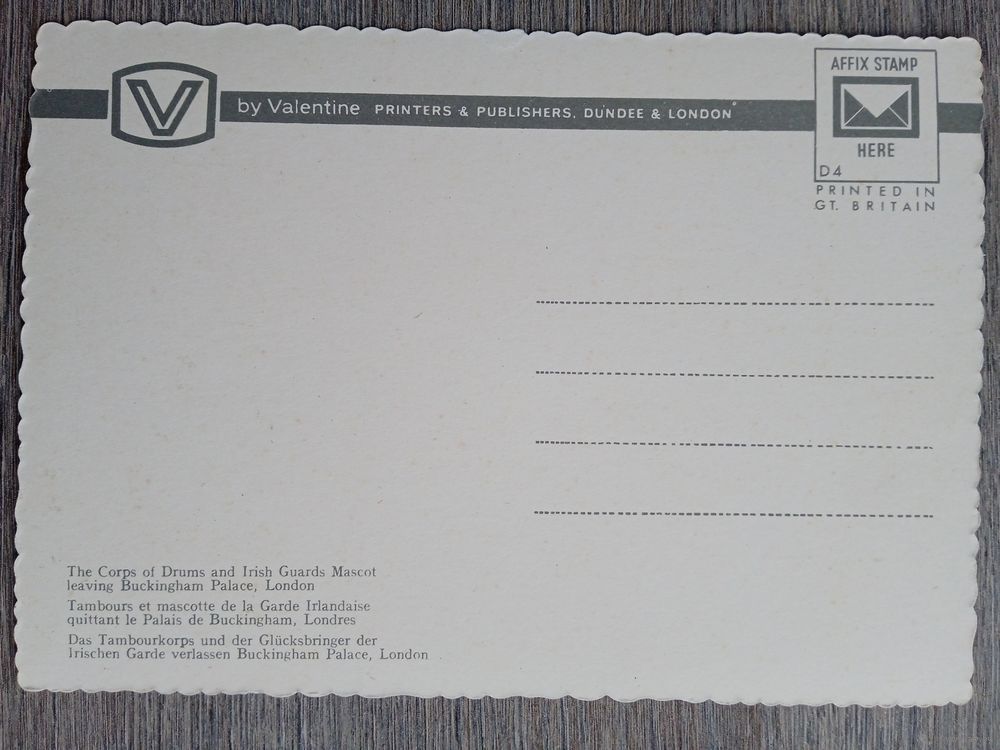 V by Valentine PRINTERS & PUBLISHERS, DUNDEE & LONDON
AFFIX STAMP
HERE
D4
PRINTED IN
GT. BRITAIN
The Corps of Drums and Irish Guards Mascot
leaving Buckingham Palace, London
Tambours et mascotte de la Garde Irlandaise
quittant le Palais de Buckingham, Londres
Das Tambourkorps und der Glücksbringer der
Irischen Garde verlassen Buckingham Palace, London